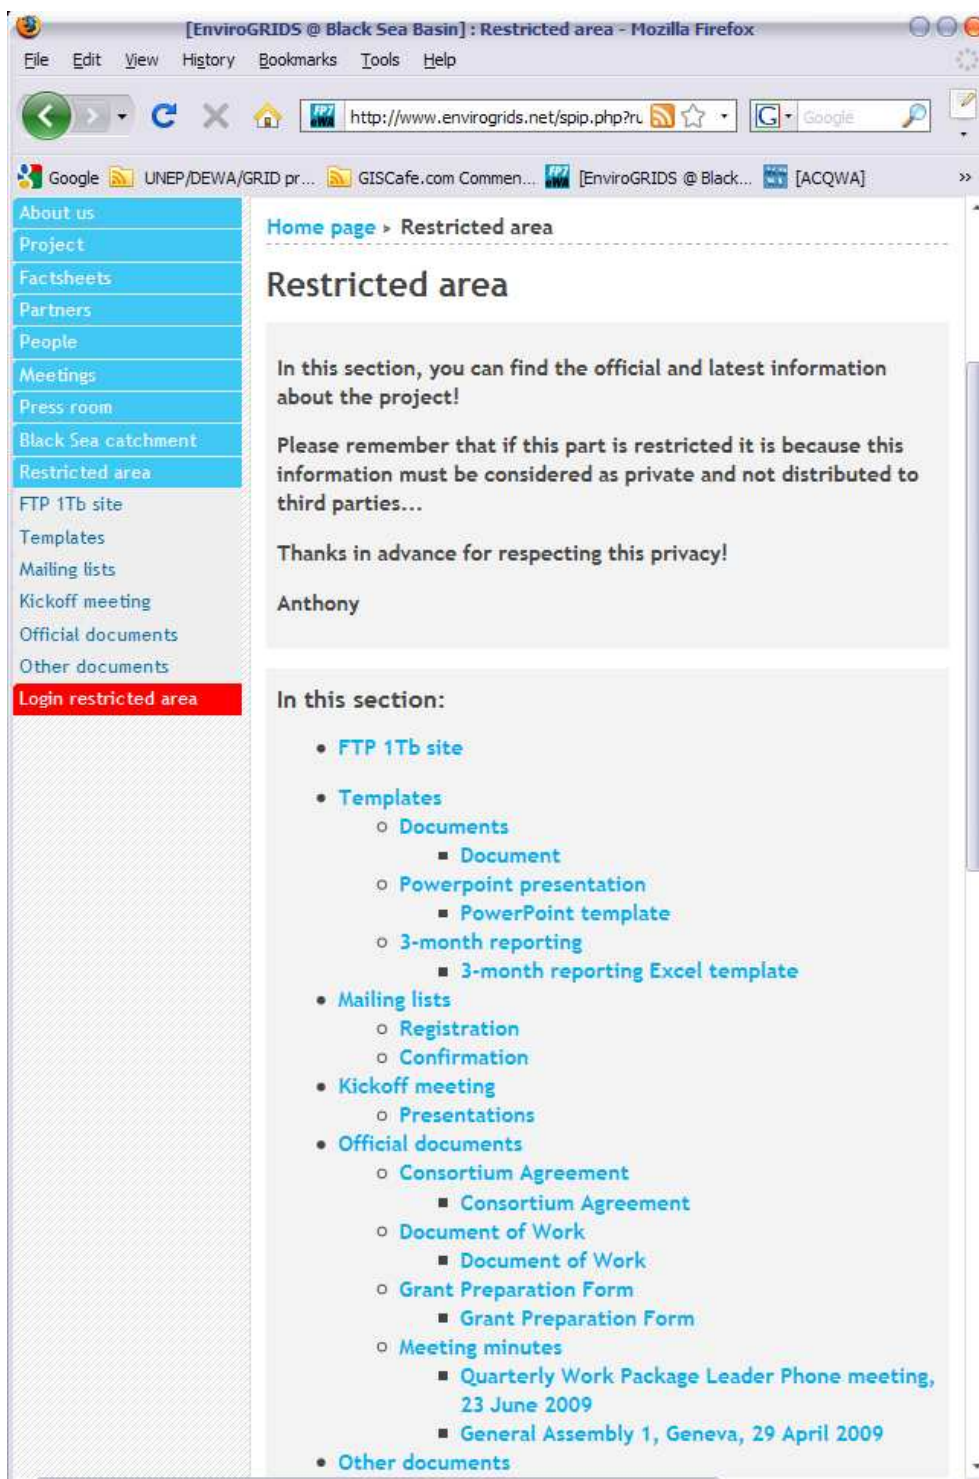 [EnviroGRIDS @ Black Sea Basin] : Restricted area - Mozilla Firefox
File Edit View History Bookmarks Tools Help
http://www.envirogrids.net/spip.php?ru G Google
Google UNEP/DEWA/GRID pr... GISCafe.com Commen... [EnviroGRIDS @ Black... [ACQWA] »
About us
Project
Factsheets
Partners
People
Meetings
Press room
Black Sea catchment
Restricted area
FTP 1Tb site
Templates
Mailing lists
Kickoff meeting
Official documents
Other documents
Login restricted area
Home page > Restricted area
Restricted area
In this section, you can find the official and latest information
about the project!
Please remember that if this part is restricted it is because this
information must be considered as private and not distributed to
third parties...
Thanks in advance for respecting this privacy!
Anthony
In this section:
FTP 1Tb site
Templates
Documents
Document
Powerpoint presentation
PowerPoint template
3-month reporting
3-month reporting Excel template
Mailing lists
Registration
Confirmation
Kickoff meeting
Presentations
Official documents
Consortium Agreement
Consortium Agreement
Document of Work
Document of Work
Grant Preparation Form
Grant Preparation Form
Meeting minutes
Quarterly Work Package Leader Phone meeting,
23 June 2009
General Assembly 1, Geneva, 29 April 2009
Other documents